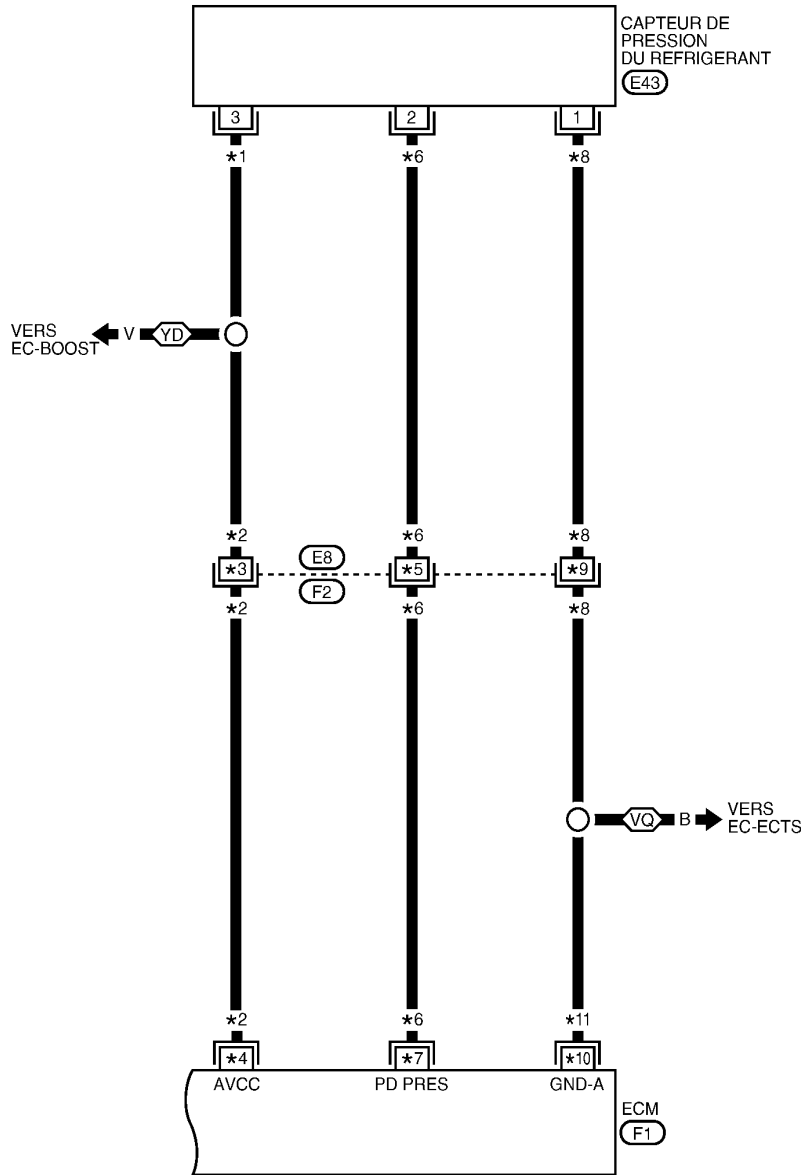 CAPTEUR DE
PRESSION
DU REFRIGERANT
E43
3 2 1
*1 *6 *8
VERS
EC-BOOST
V YD
*2 *6 *8
*3 E8 *5 *9
F2
*2 *6 *8
VQ B
VERS
EC-ECTS
*2 *6 *11
*4 *7 *10
AVCC PD PRES GND-A
ECM
F1